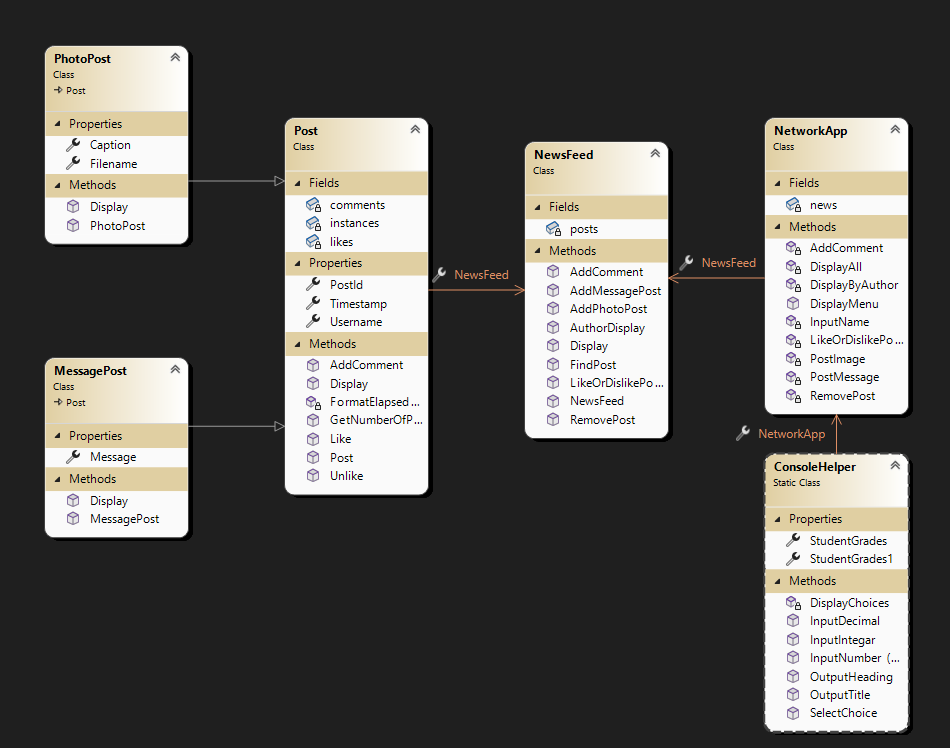 PhotoPost
Class
Post
Properties
Caption
Filename
Methods
Display
PhotoPost
MessagePost
Class
Post
Properties
Message
Methods
Display
MessagePost
Post
Class
Fields
comments
instances
likes
Properties
PostId
Timestamp
Username
Methods
AddComment
Display
FormatElapsed...
GetNumberOfP...
Like
Post
Unlike
NewsFeed
NewsFeed
Class
Fields
posts
Methods
AddComment
AddMessagePost
AddPhotoPost
AuthorDisplay
Display
FindPost
LikeOrDislikePo...
NewsFeed
RemovePost
NewsFeed
NetworkApp
Class
Fields
news
Methods
AddComment
DisplayAll
DisplayByAuthor
DisplayMenu
InputName
LikeOrDislikePo...
PostImage
PostMessage
RemovePost
NetworkApp
ConsoleHelper
Static Class
Properties
StudentGrades
StudentGrades1
Methods
DisplayChoices
InputDecimal
InputIntegar
InputNumber (...
OutputHeading
OutputTitle
SelectChoice